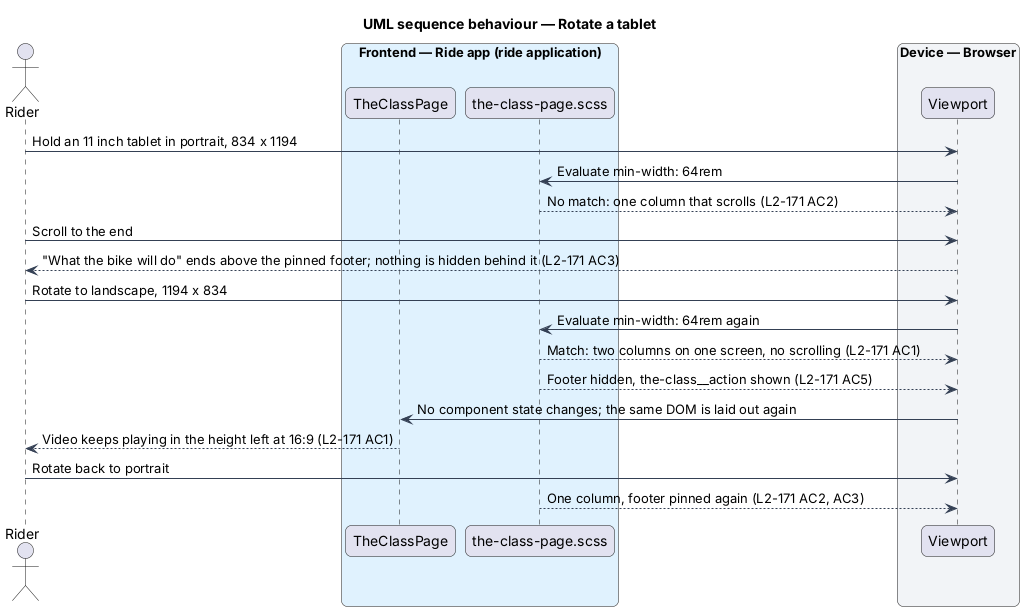 UML sequence behaviour — Rotate a tablet
Frontend — Ride app (ride application)
Device — Browser
Rider
TheClassPage
the-class-page.scss
Viewport
Hold an 11 inch tablet in portrait, 834 x 1194
Evaluate min-width: 64rem
No match: one column that scrolls (L2-171 AC2)
Scroll to the end
"What the bike will do" ends above the pinned footer; nothing is hidden behind it (L2-171 AC3)
Rotate to landscape, 1194 x 834
Evaluate min-width: 64rem again
Match: two columns on one screen, no scrolling (L2-171 AC1)
Footer hidden, the-class__action shown (L2-171 AC5)
No component state changes; the same DOM is laid out again
Video keeps playing in the height left at 16:9 (L2-171 AC1)
Rotate back to portrait
One column, footer pinned again (L2-171 AC2, AC3)
Rider
TheClassPage
the-class-page.scss
Viewport